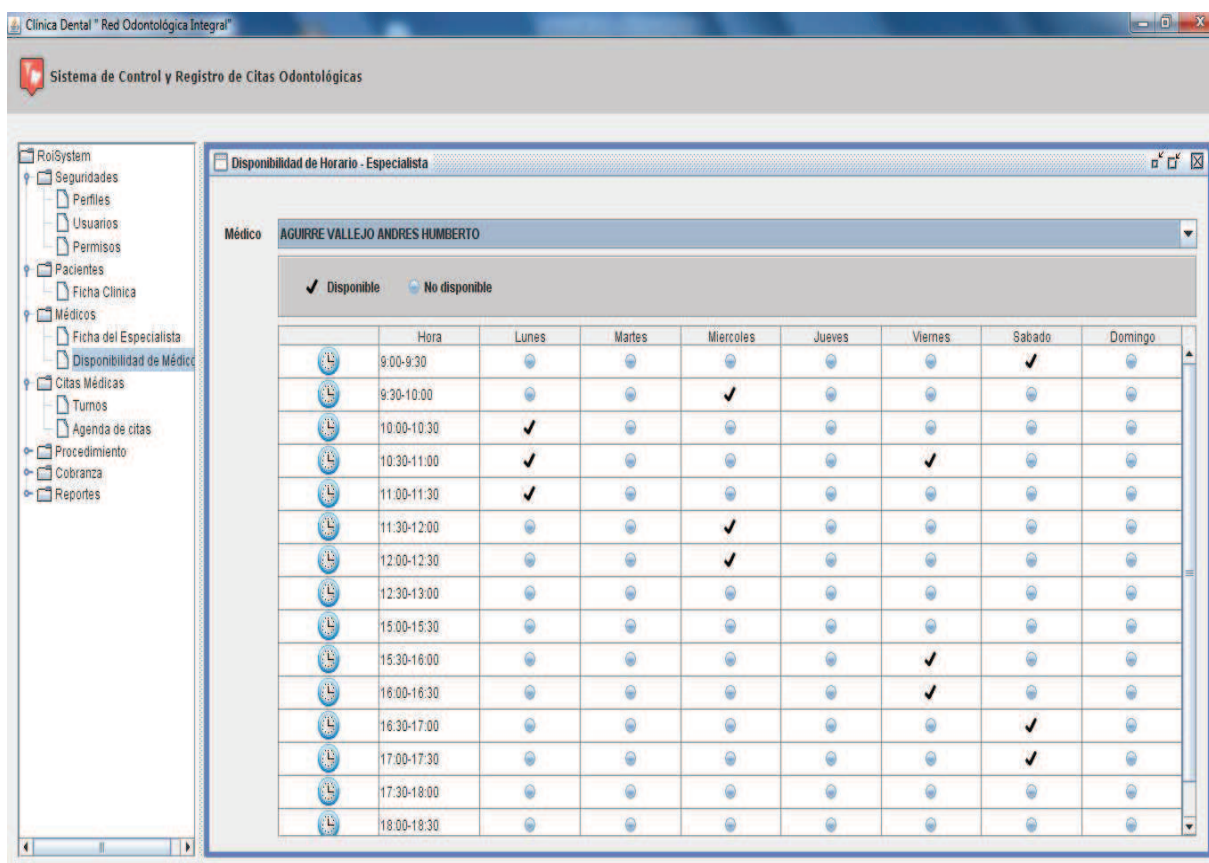 Clínica Dental " Red Odontológica Integral"
Sistema de Control y Registro de Citas Odontológicas
RoiSystem
Seguridades
Perfiles
Usuarios
Permisos
Pacientes
Ficha Clinica
Médicos
Ficha del Especialista
Disponibilidad de Médico
Citas Médicas
Turnos
Agenda de citas
Procedimiento
Cobranza
Reportes
Disponibilidad de Horario - Especialista
Médico AGUIRRE VALLEJO ANDRES HUMBERTO
Disponible No disponible
Hora Lunes Martes Miercoles Jueves Viernes Sabado Domingo
9:00-9:30
9:30-10:00
10:00-10:30
10:30-11:00
11:00-11:30
11:30-12:00
12:00-12:30
12:30-13:00
15:00-15:30
15:30-16:00
16:00-16:30
16:30-17:00
17:00-17:30
17:30-18:00
18:00-18:30